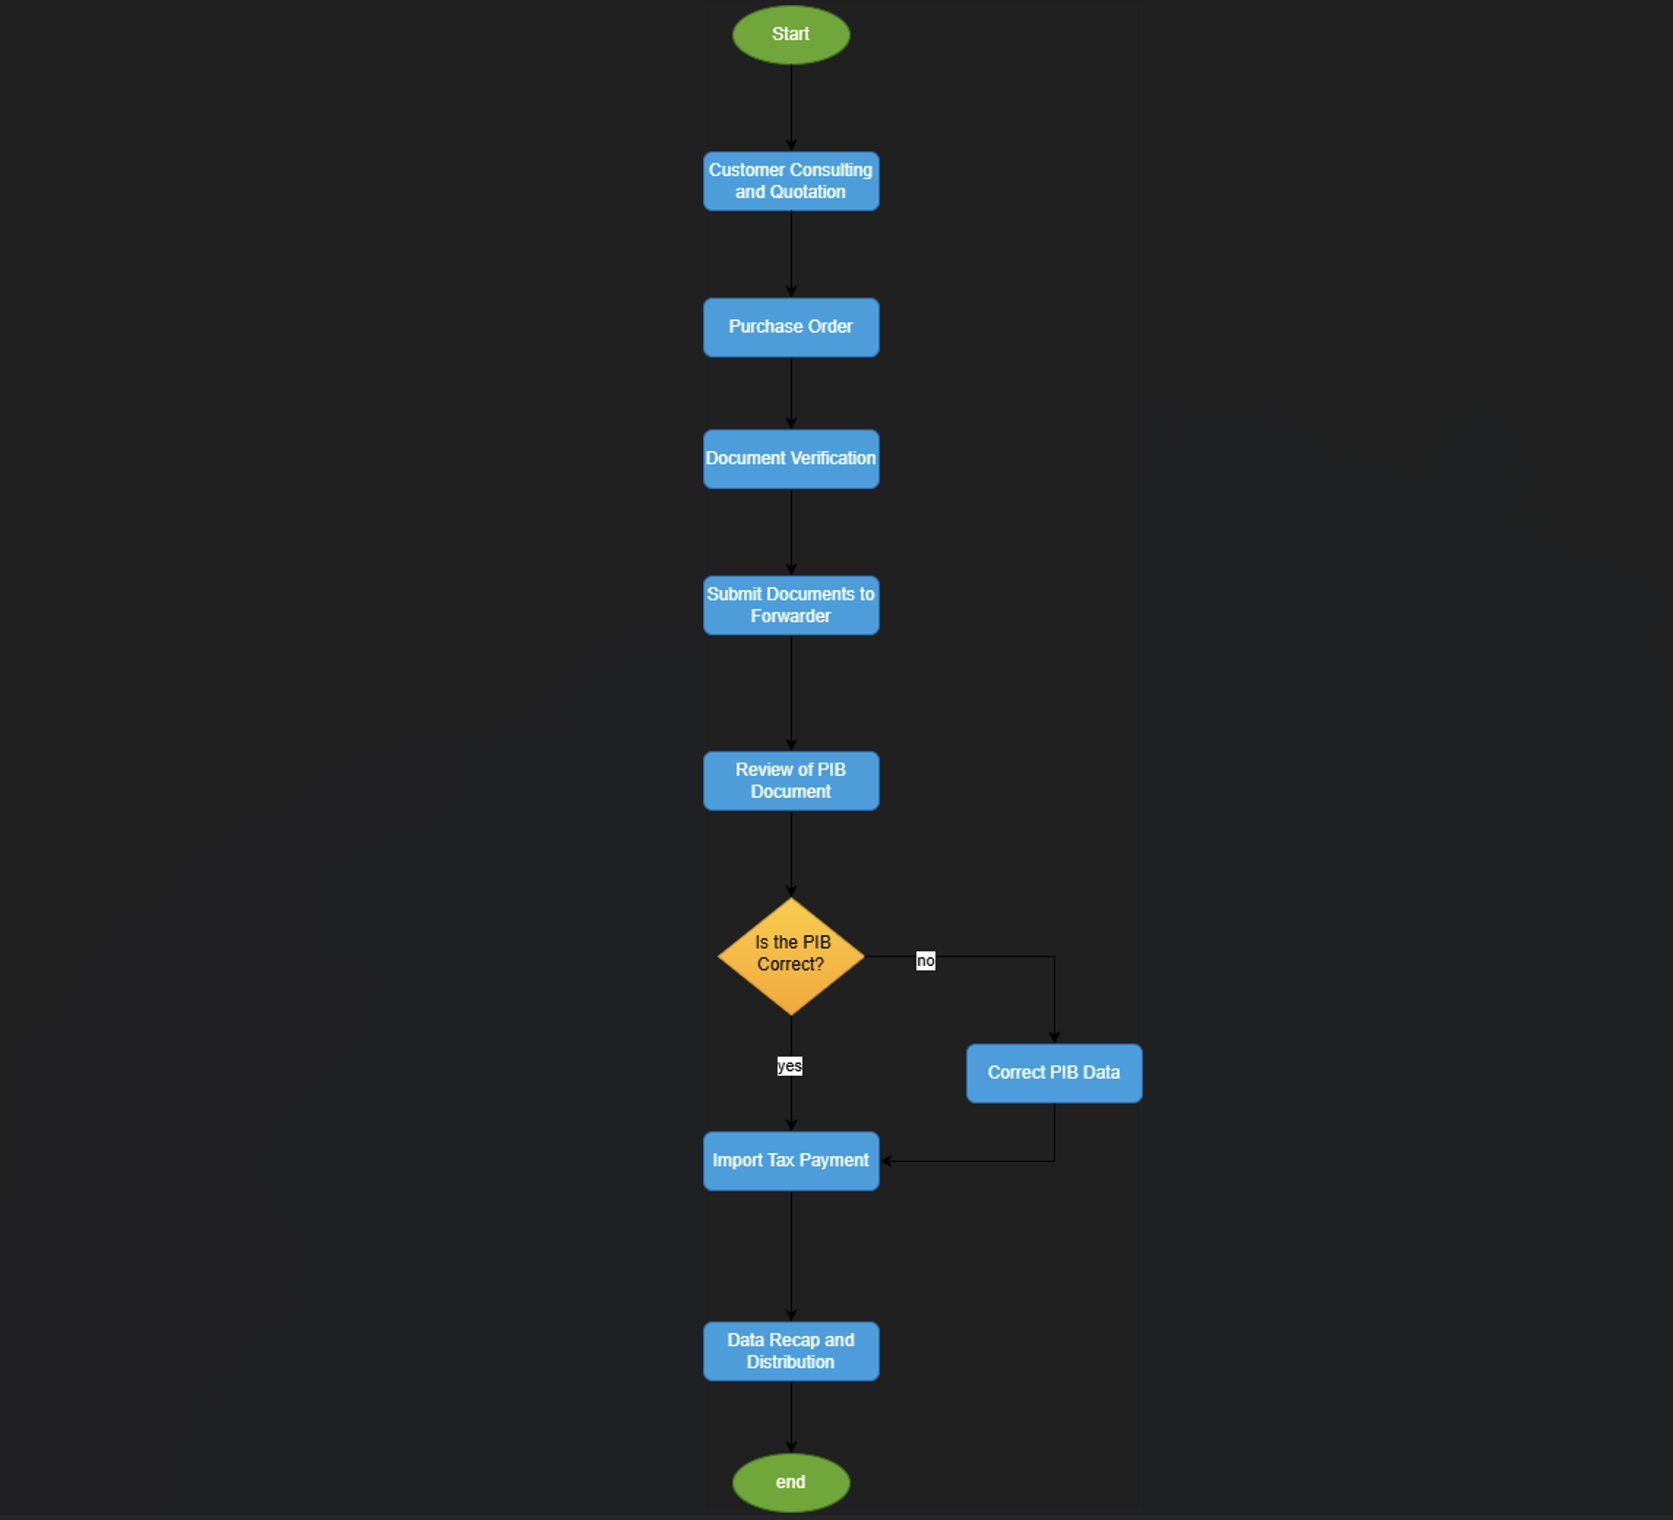 Start
Customer Consulting
and Quotation
Purchase Order
Document Verification
Submit Documents to
Forwarder
Review of PIB
Document
Is the PIB
Correct?
no
yes
Correct PIB Data
Import Tax Payment
Data Recap and
Distribution
end